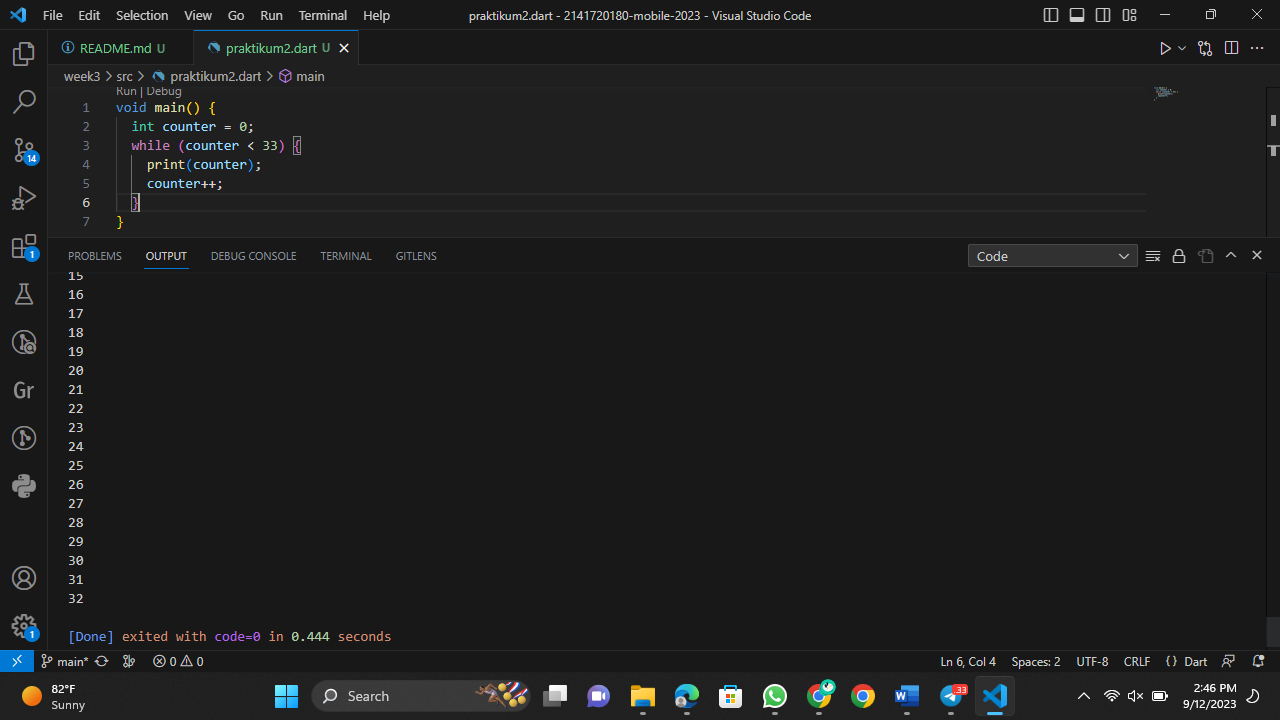 File Edit Selection View Go Run Terminal Help
praktikum2.dart - 2141720180-mobile-2023 - Visual Studio Code
README.md U
praktikum2.dart U
week3 > src > praktikum2.dart > main
Run | Debug
1 void main() {
2 int counter = 0;
3 while (counter < 33) {
4 print(counter);
5 counter++;
6 }
7 }
PROBLEMS OUTPUT DEBUG CONSOLE TERMINAL GITLENS
Code
15
16
17
18
19
20
21
22
23
24
25
26
27
28
29
30
31
32
[Done] exited with code=0 in 0.444 seconds
14
1
Gr
1
main* 0 0
Ln 6, Col 4 Spaces: 2 UTF-8 CRLF { } Dart
82°F
Sunny
Search
33
2:46 PM
9/12/2023